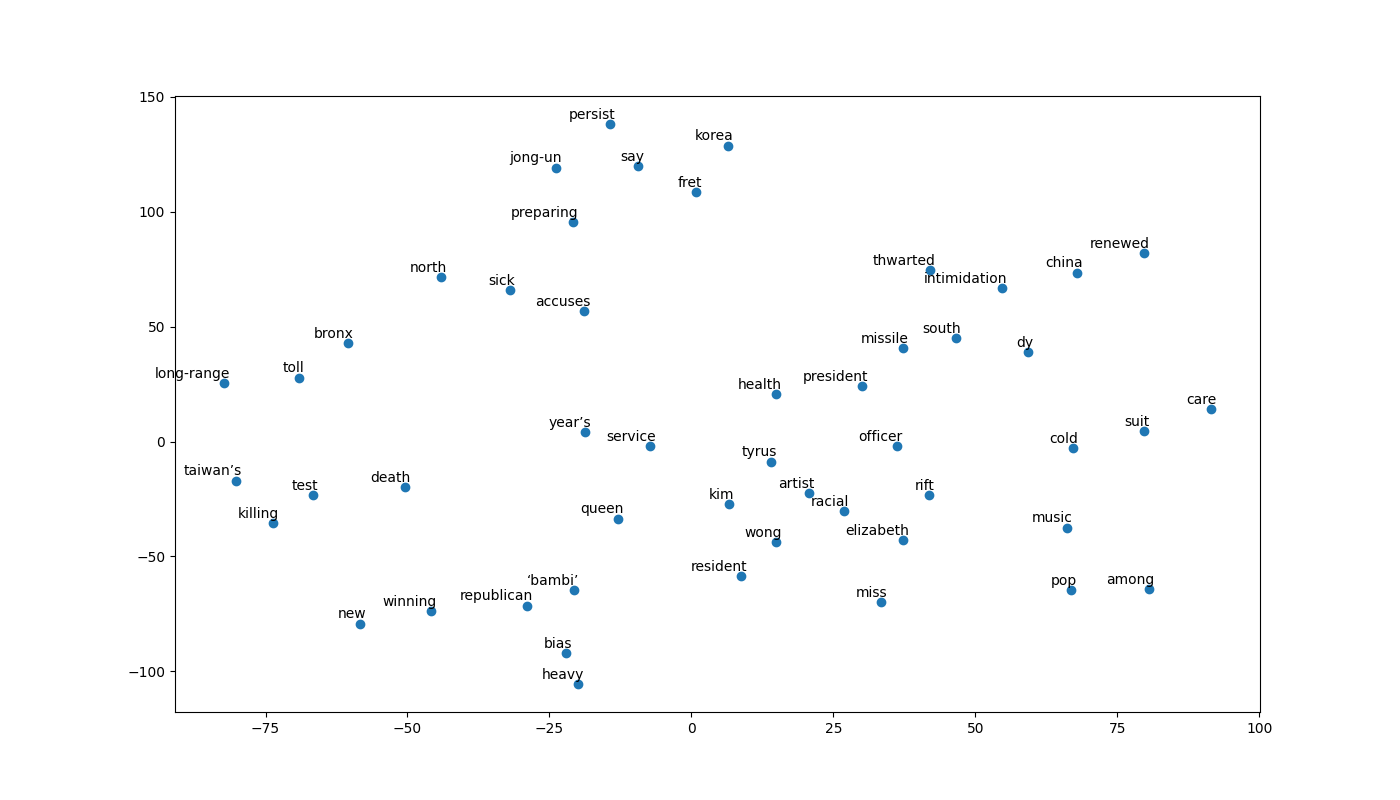 150
persist
korea
jong-un
say
fret
100
preparing
renewed
thwarted
china
north
intimidation
sick
accuses
50
bronx
south
missile
dy
toll
long-range
president
health
care
year’s
suit
0
service
officer
cold
tyrus
taiwan’s
death
test
artist
rift
kim
racial
killing
queen
music
elizabeth
wong
−50
resident
‘bambi’
pop
among
miss
republican
winning
new
bias
−100
heavy
−75
−50
−25
0
25
50
75
100